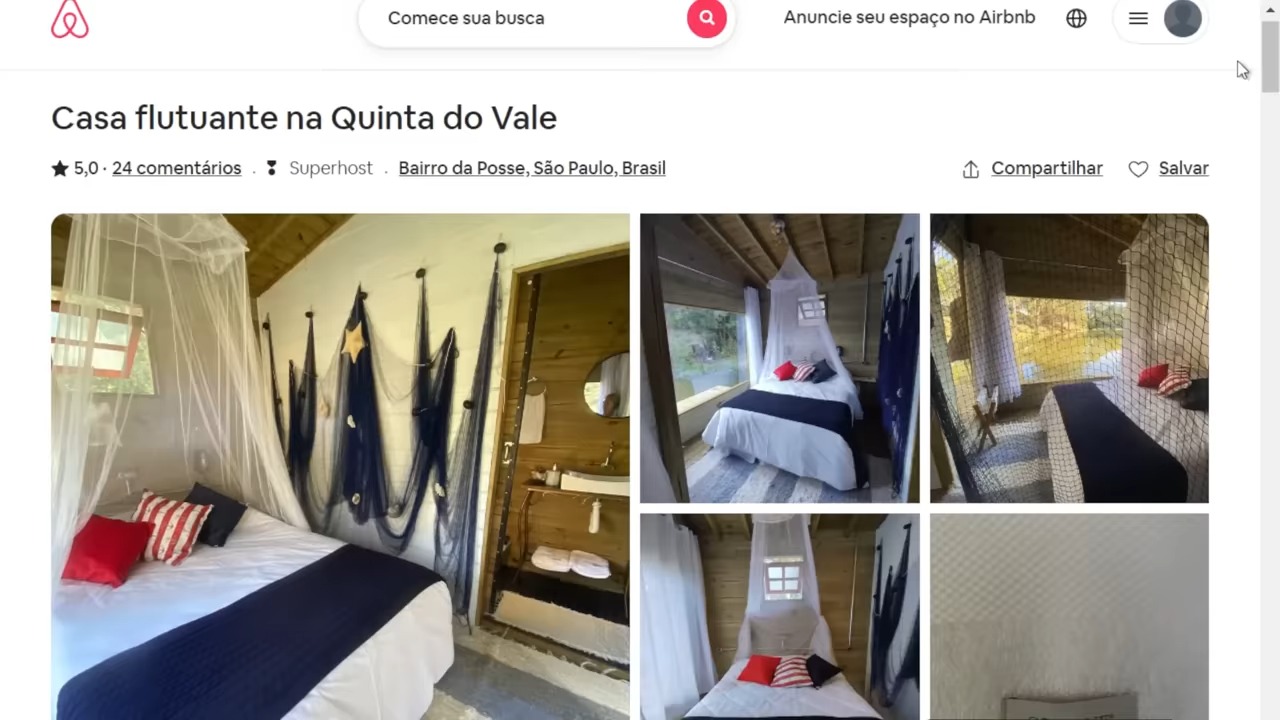 Comece sua busca
Anuncie seu espaço no Airbnb
Casa flutuante na Quinta do Vale
5,0 · 24 comentários . Superhost . Bairro da Posse, São Paulo, Brasil
Compartilhar
Salvar